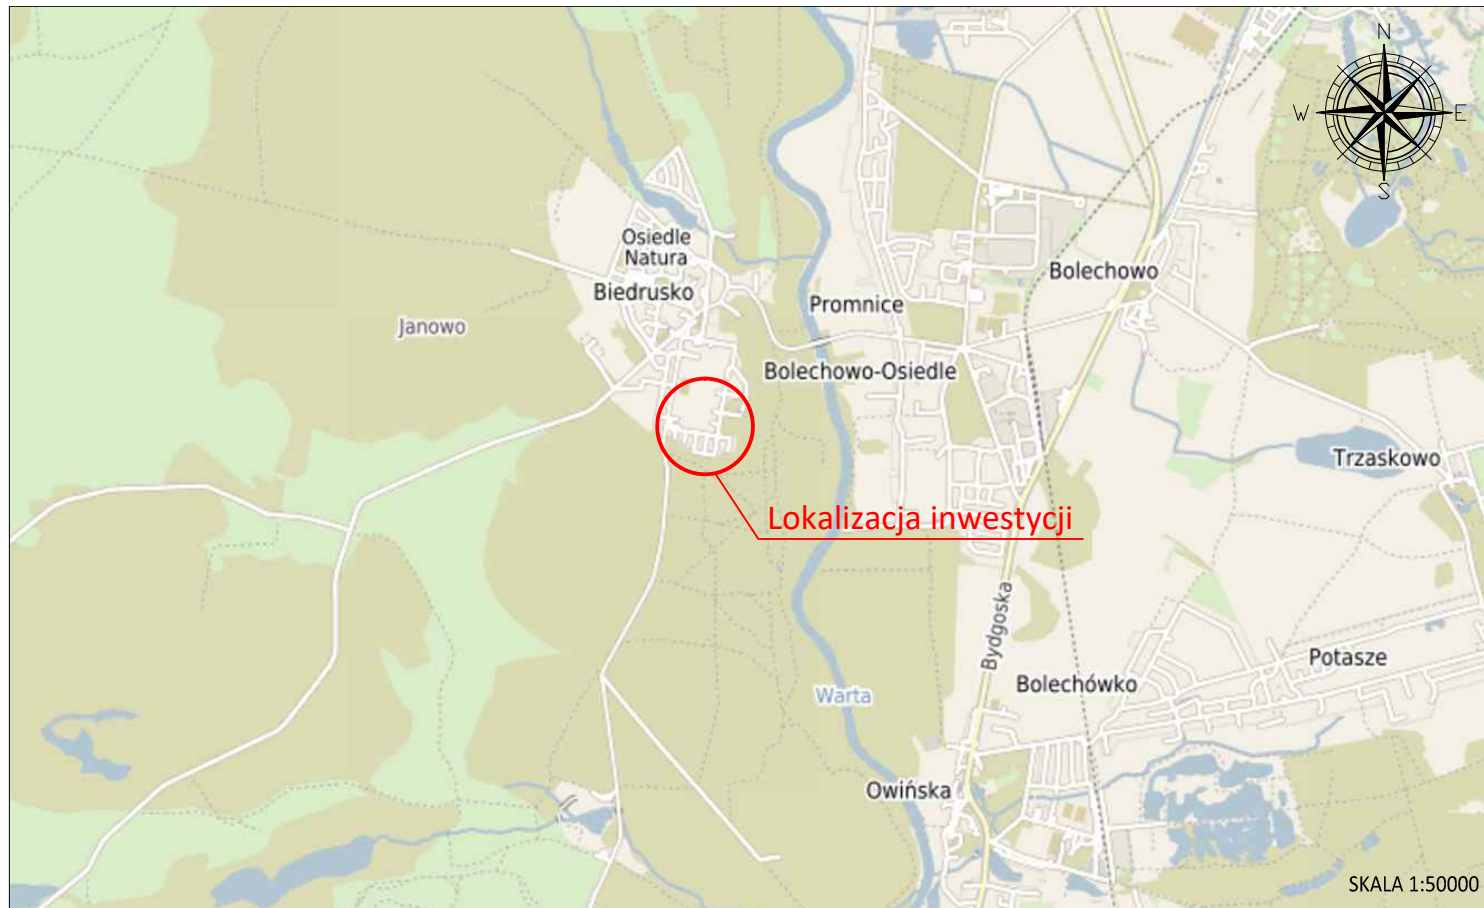 N
W
E
S
Osiedle
Natura
Biedrusko
Bolechowo
Promnice
Janowo
Bolechowo-Osiedle
Trzaskowo
Lokalizacja inwestycji
Bydgoska
Potasze
Bolechówko
Warta
Owińska
SKALA 1:50000